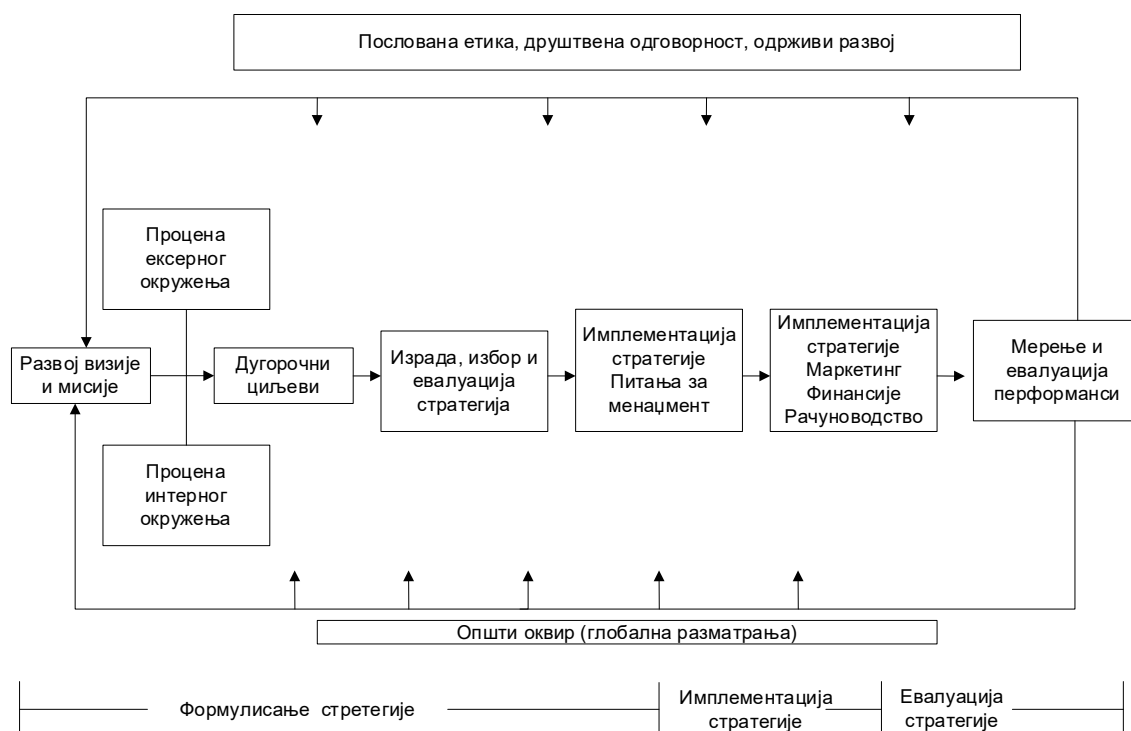 Послована етика, друштвена одговорност, одрживи развој
Процена
ексерног
окружења
Развој визије
и мисије
Дугорочни
циљеви
Израда, избор и
евалуација
стратегија
Имплементација
стратегије
Питања за
менаџмент
Имплементација
стратегије
Маркетинг
Финансије
Рачуноводство
Мерење и
евалуација
перформанси
Процена
интерног
окружења
Општи оквир (глобална разматрања)
Формулисање стретегије
Имплементација
стратегије
Евалуација
стратегије